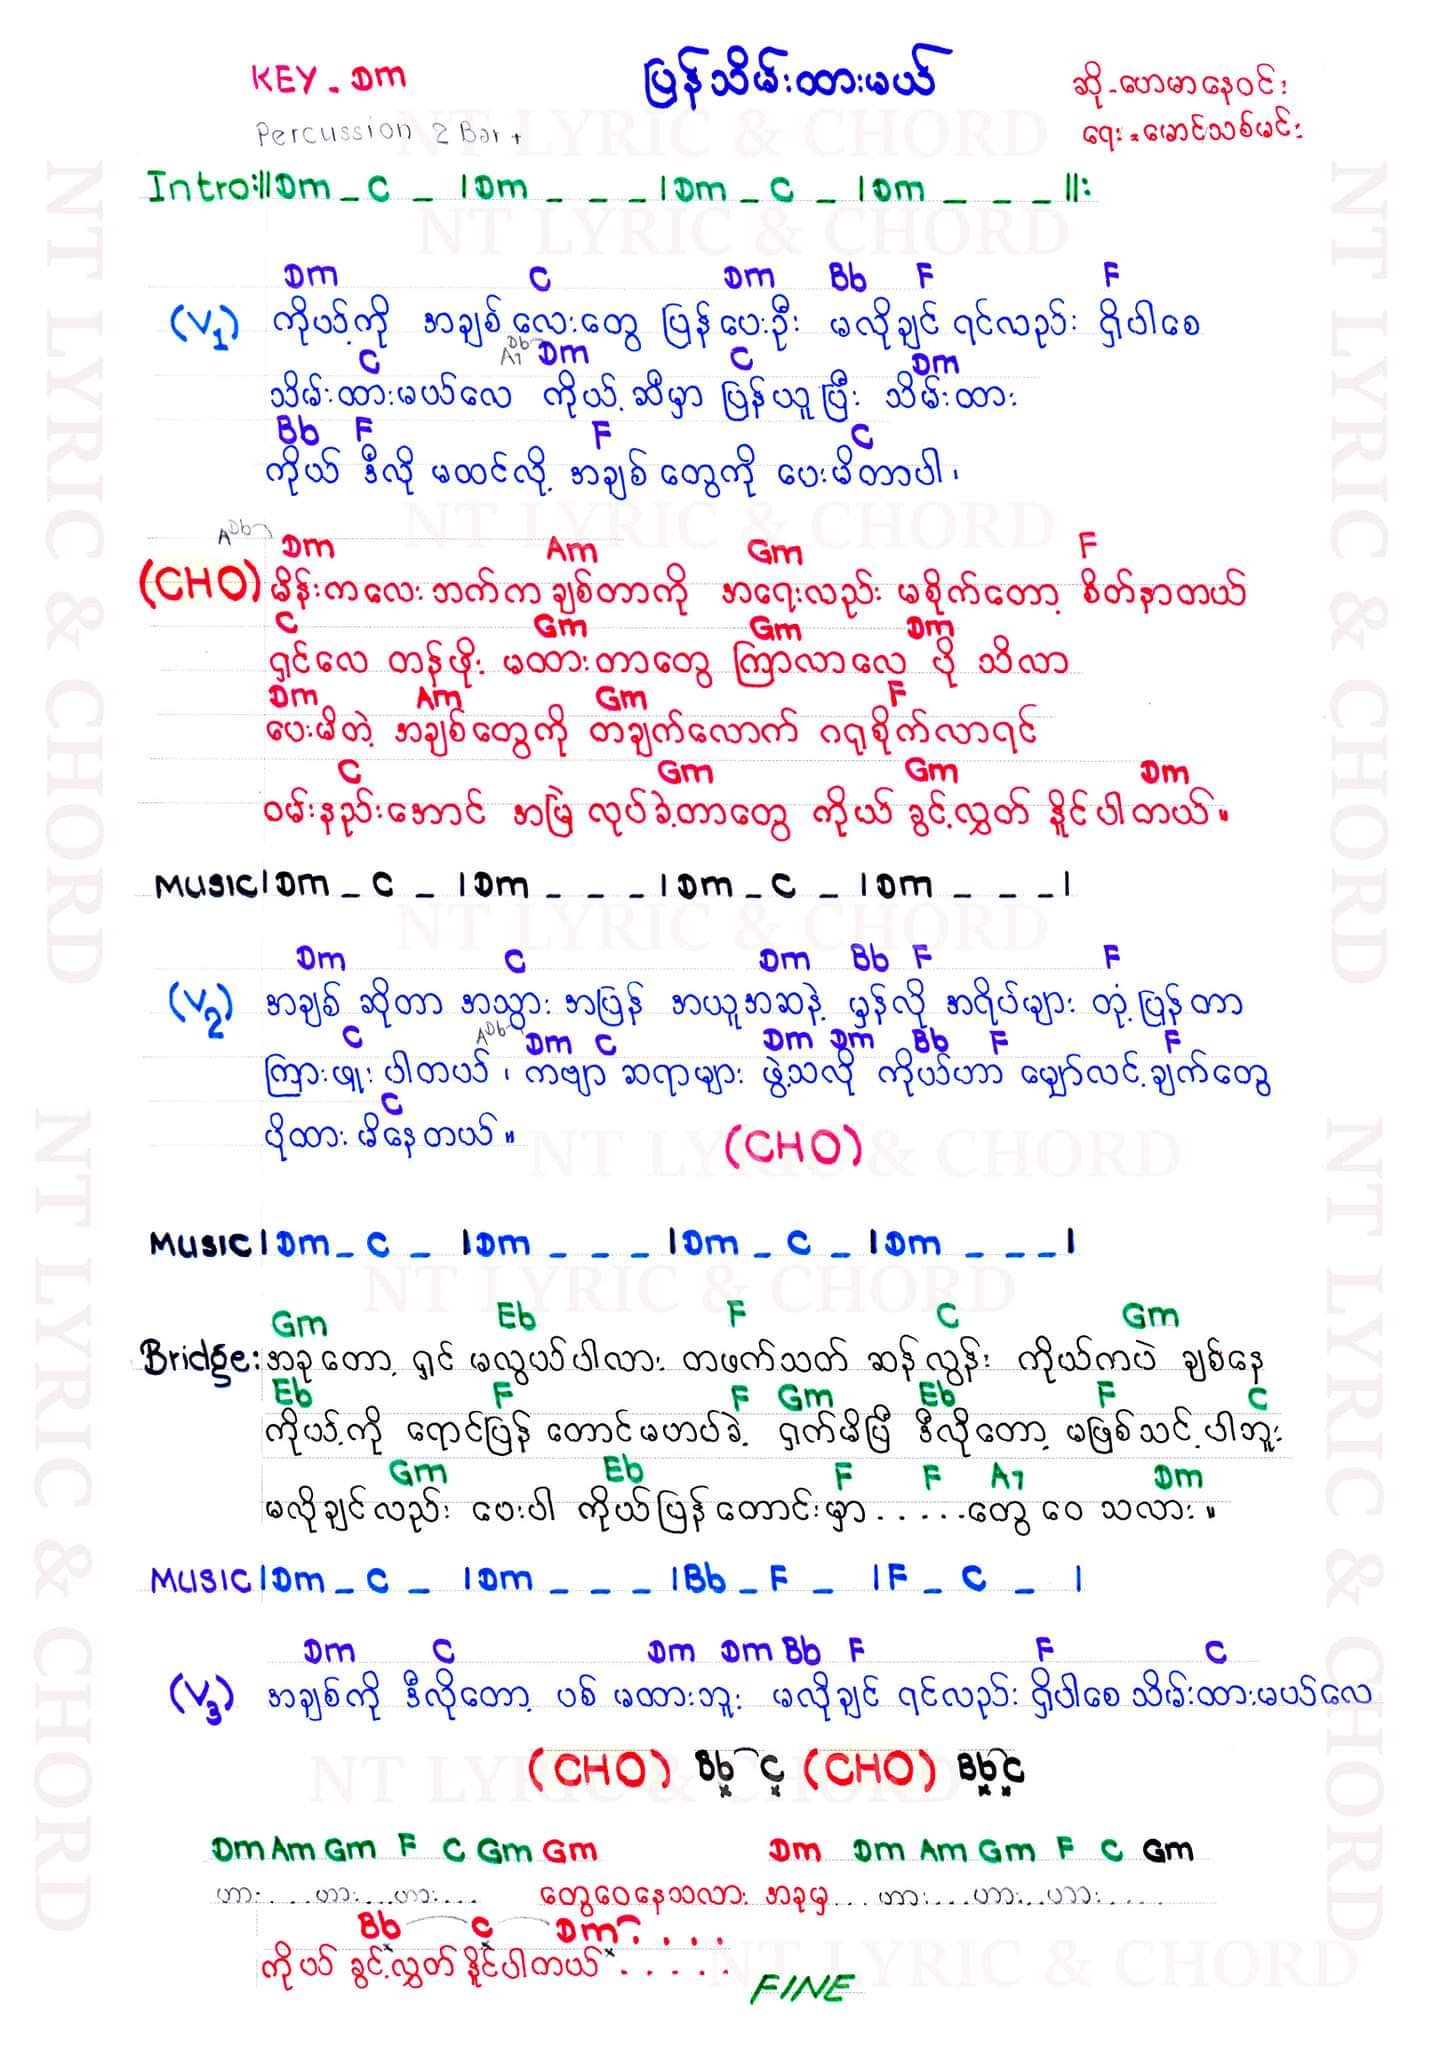 KEY - Dm
ပြန်သိမ်းထားမယ်
ဆို - ဟေမာနေဝင်း
Percussion 2 Bar +
ရေး = မောင်သစ်မင်း
Intro:||Dm _ C _ |Dm _ _ _ |Dm _ C _ |Dm _ _ _ ||:
Dm C Dm Bb F F
(V1) ကိုယ့်ကို အချစ်လေးတွေ ပြန်ပေးဦး မလိုချင် ရင်လည်း ရှိပါစေ
C A7 Db Dm C Dm
သိမ်းထားမယ်လေ ကိုယ့်ဆီမှာ ပြန်ယူပြီး သိမ်းထား
Bb F F C
ကိုယ် ဒီလို မထင်လို့ အချစ်တွေကို ပေးမိတာပါ၊
A Db Dm Am Gm F
(CHO) မိန်းကလေးဘက်က ချစ်တာကို အရေးလည်း မစိုက်တော့ စိတ်နာတယ်
C Gm Gm Dm
ရှင်လေ တန်ဖိုး မထားတာတွေ ကြာလာလေ ပို သိလာ
Dm Am Gm F
ပေးမိတဲ့ အချစ်တွေကို တချက်လောက် ဂရုစိုက်လာရင်
C Gm Gm Dm
ဝမ်းနည်းအောင် အမြဲ လုပ်ခဲ့တာတွေ ကိုယ် ခွင့်လွှတ် နိုင်ပါတယ်။
MUSIC |Dm _ C _ |Dm _ _ _ |Dm _ C _ |Dm _ _ _ |
Dm C Dm Bb F F
(V2) အချစ် ဆိုတာ အသွား အပြန် အယူအဆနဲ့ မှန်လို အရိပ်များ တုံ့ပြန်တာ
C A Db Dm C Dm Dm Bb F F
ကြားဖူး ပါတယ်၊ ကဗျာ ဆရာများ ဖွဲ့သလို ကိုယ်ဟာ မျှော်လင့်ချက်တွေ
C
ပိုထား မိနေတယ်။ (CHO)
MUSIC |Dm _ C _ |Dm _ _ _ |Dm _ C _ |Dm _ _ _ |
Gm Eb F C Gm
Bridge: အခုတော့ ရှင် မလွယ်ပါလား တဖက်သတ် ဆန်လွန်း ကိုယ်ကပဲ ချစ်နေ
Eb F F Gm Eb F C
ကိုယ့်ကို ရောင်ပြန် တောင်မဟပ်ခဲ့ ရှက်မိပြီ ဒီလိုတော့ မဖြစ်သင့်ပါဘူး
Gm Eb F F A7 Dm
မလိုချင်လည်း ပေးပါ ကိုယ်ပြန်တောင်းမှာ.....တွေဝေ သလား။
MUSIC |Dm _ C _ |Dm _ _ _ |Bb _ F _ |F _ C _ |
Dm C Dm Dm Bb F F C
(V3) အချစ်ကို ဒီလိုတော့ ပစ် မထားဘူး မလိုချင် ရင်လည်း ရှိပါစေ သိမ်းထားမယ်လေ
(CHO) Bb C (CHO) Bb C
Dm Am Gm F C Gm Gm Dm Dm Am Gm F C Gm
ဟား....ဟား...ဟား.... တွေဝေနေသလား အခုမှ...ဟား...ဟား...ဟား....
Bb C Dm ....
ကိုယ် ခွင့်လွှတ်နိုင်ပါတယ်.....
FINE
NT LYRIC & CHORD